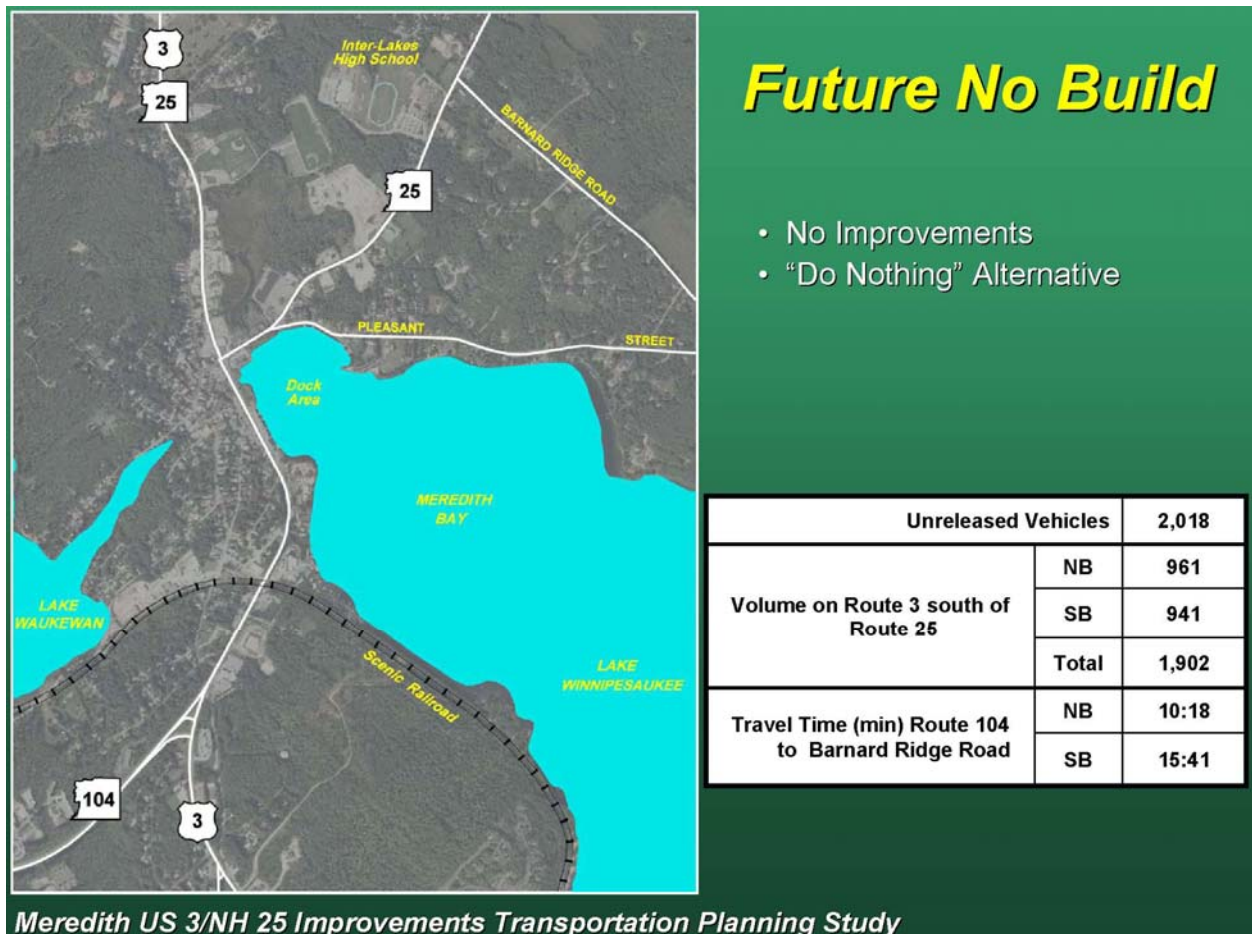 3
25
Inter-Lakes
High School
BARNARD RIDGE ROAD
25
PLEASANT
STREET
Dock
Area
MEREDITH
BAY
LAKE
WAUKEWAN
Scenic Railroad
LAKE
WINNIPESAUKEE
104
3
Future No Build
• No Improvements
• “Do Nothing” Alternative
Unreleased Vehicles 2,018
Volume on Route 3 south of
Route 25
NB 961
SB 941
Total 1,902
Travel Time (min) Route 104
to Barnard Ridge Road
NB 10:18
SB 15:41
Meredith US 3/NH 25 Improvements Transportation Planning Study